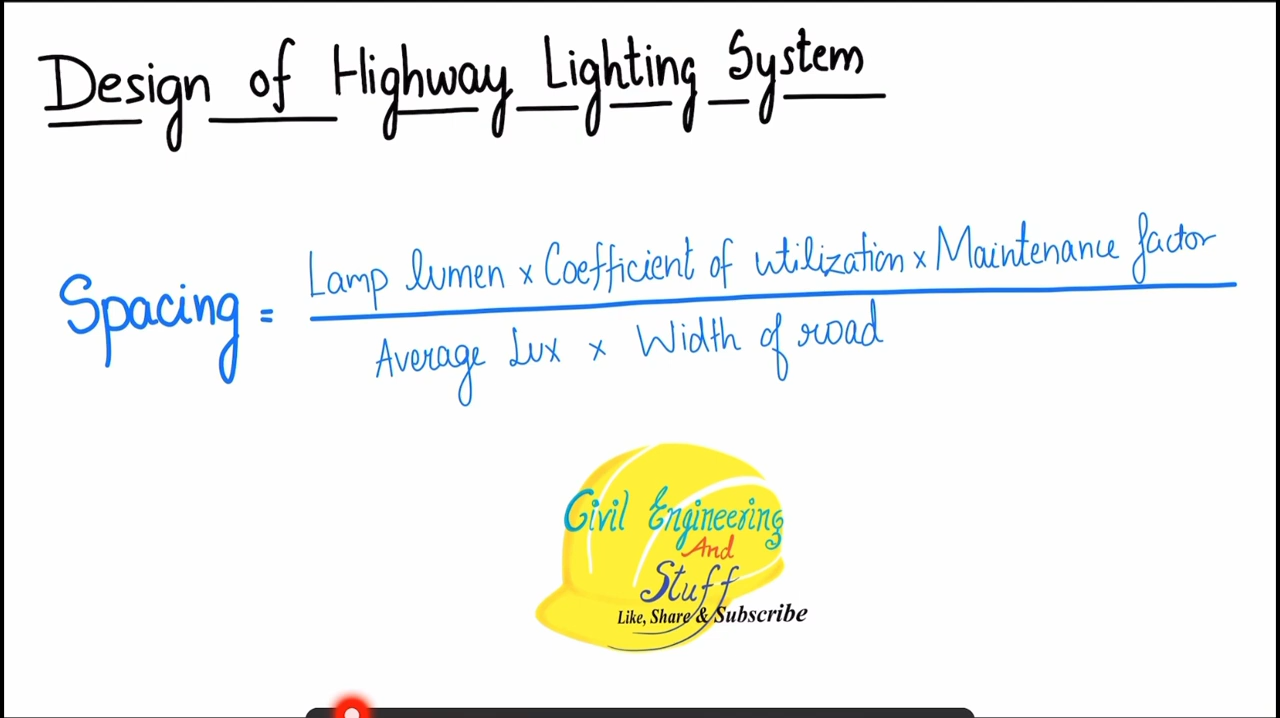 Design of Highway Lighting System
Spacing = Lamp lumen x Coefficient of utilization x Maintenance factor
Average Lux x Width of road
Civil Engineering
And
Stuff
Like, Share & Subscribe